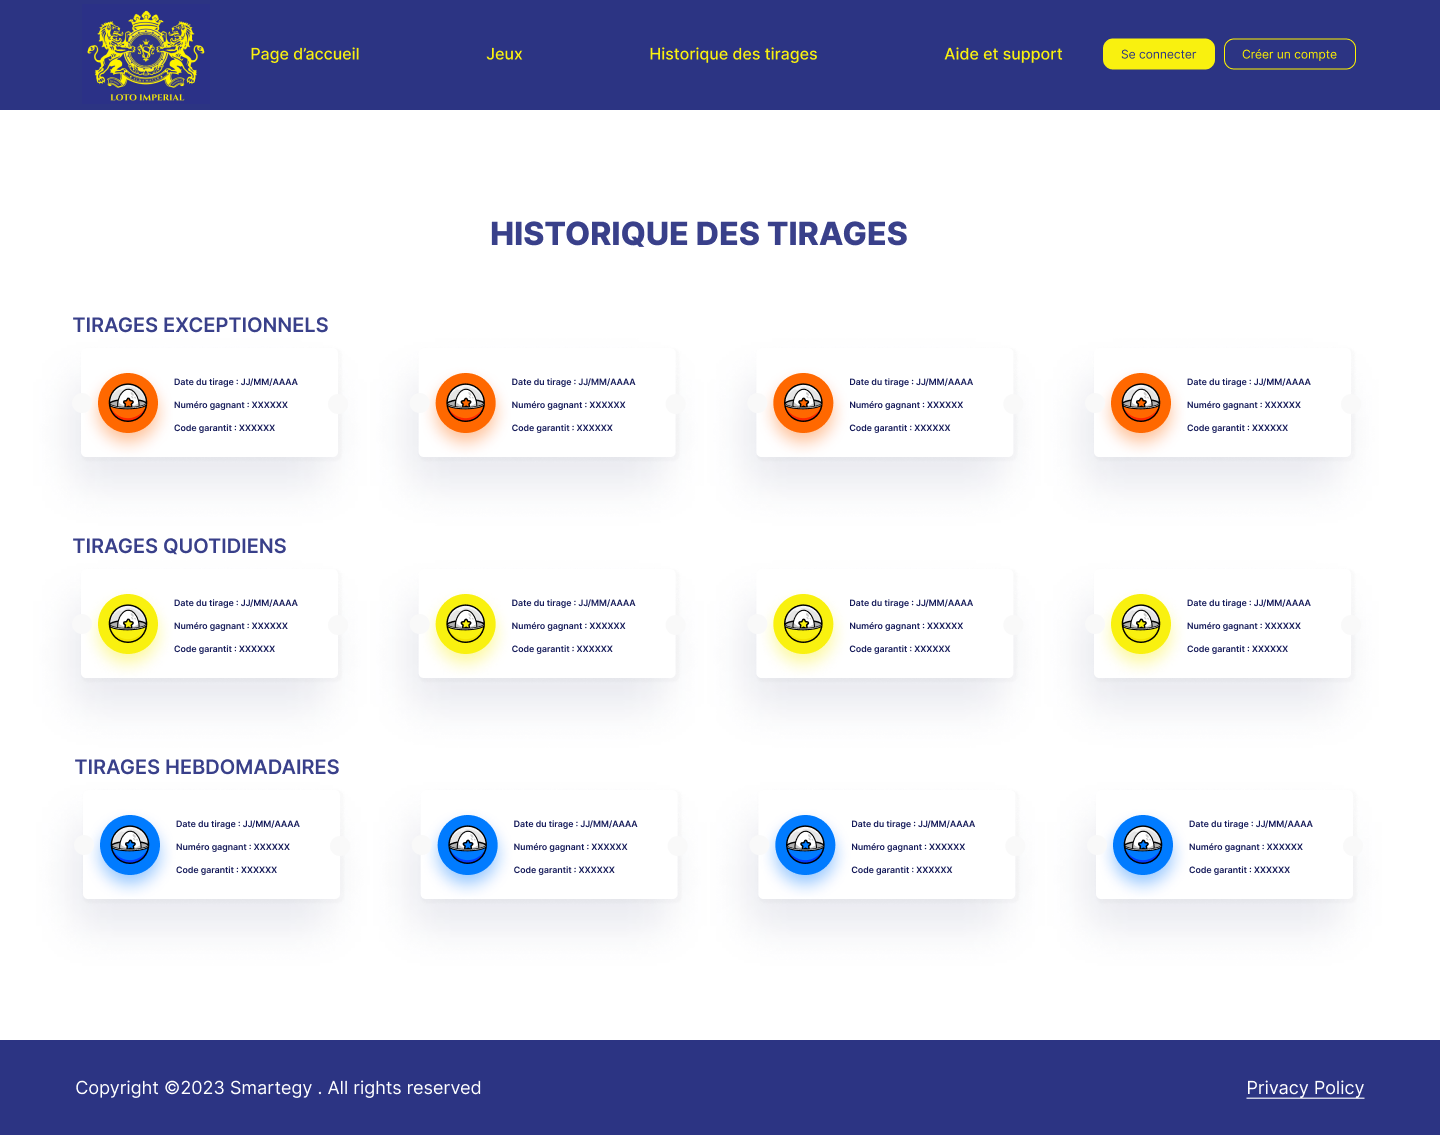 LOTO IMPERIAL
Page d’accueil
Jeux
Historique des tirages
Aide et support
Se connecter
Créer un compte
HISTORIQUE DES TIRAGES
TIRAGES EXCEPTIONNELS
Date du tirage : JJ/MM/AAAA
Numéro gagnant : XXXXXX
Code garantit : XXXXXX
Date du tirage : JJ/MM/AAAA
Numéro gagnant : XXXXXX
Code garantit : XXXXXX
Date du tirage : JJ/MM/AAAA
Numéro gagnant : XXXXXX
Code garantit : XXXXXX
Date du tirage : JJ/MM/AAAA
Numéro gagnant : XXXXXX
Code garantit : XXXXXX
TIRAGES QUOTIDIENS
Date du tirage : JJ/MM/AAAA
Numéro gagnant : XXXXXX
Code garantit : XXXXXX
Date du tirage : JJ/MM/AAAA
Numéro gagnant : XXXXXX
Code garantit : XXXXXX
Date du tirage : JJ/MM/AAAA
Numéro gagnant : XXXXXX
Code garantit : XXXXXX
Date du tirage : JJ/MM/AAAA
Numéro gagnant : XXXXXX
Code garantit : XXXXXX
TIRAGES HEBDOMADAIRES
Date du tirage : JJ/MM/AAAA
Numéro gagnant : XXXXXX
Code garantit : XXXXXX
Date du tirage : JJ/MM/AAAA
Numéro gagnant : XXXXXX
Code garantit : XXXXXX
Date du tirage : JJ/MM/AAAA
Numéro gagnant : XXXXXX
Code garantit : XXXXXX
Date du tirage : JJ/MM/AAAA
Numéro gagnant : XXXXXX
Code garantit : XXXXXX
Copyright ©2023 Smartegy . All rights reserved
Privacy Policy